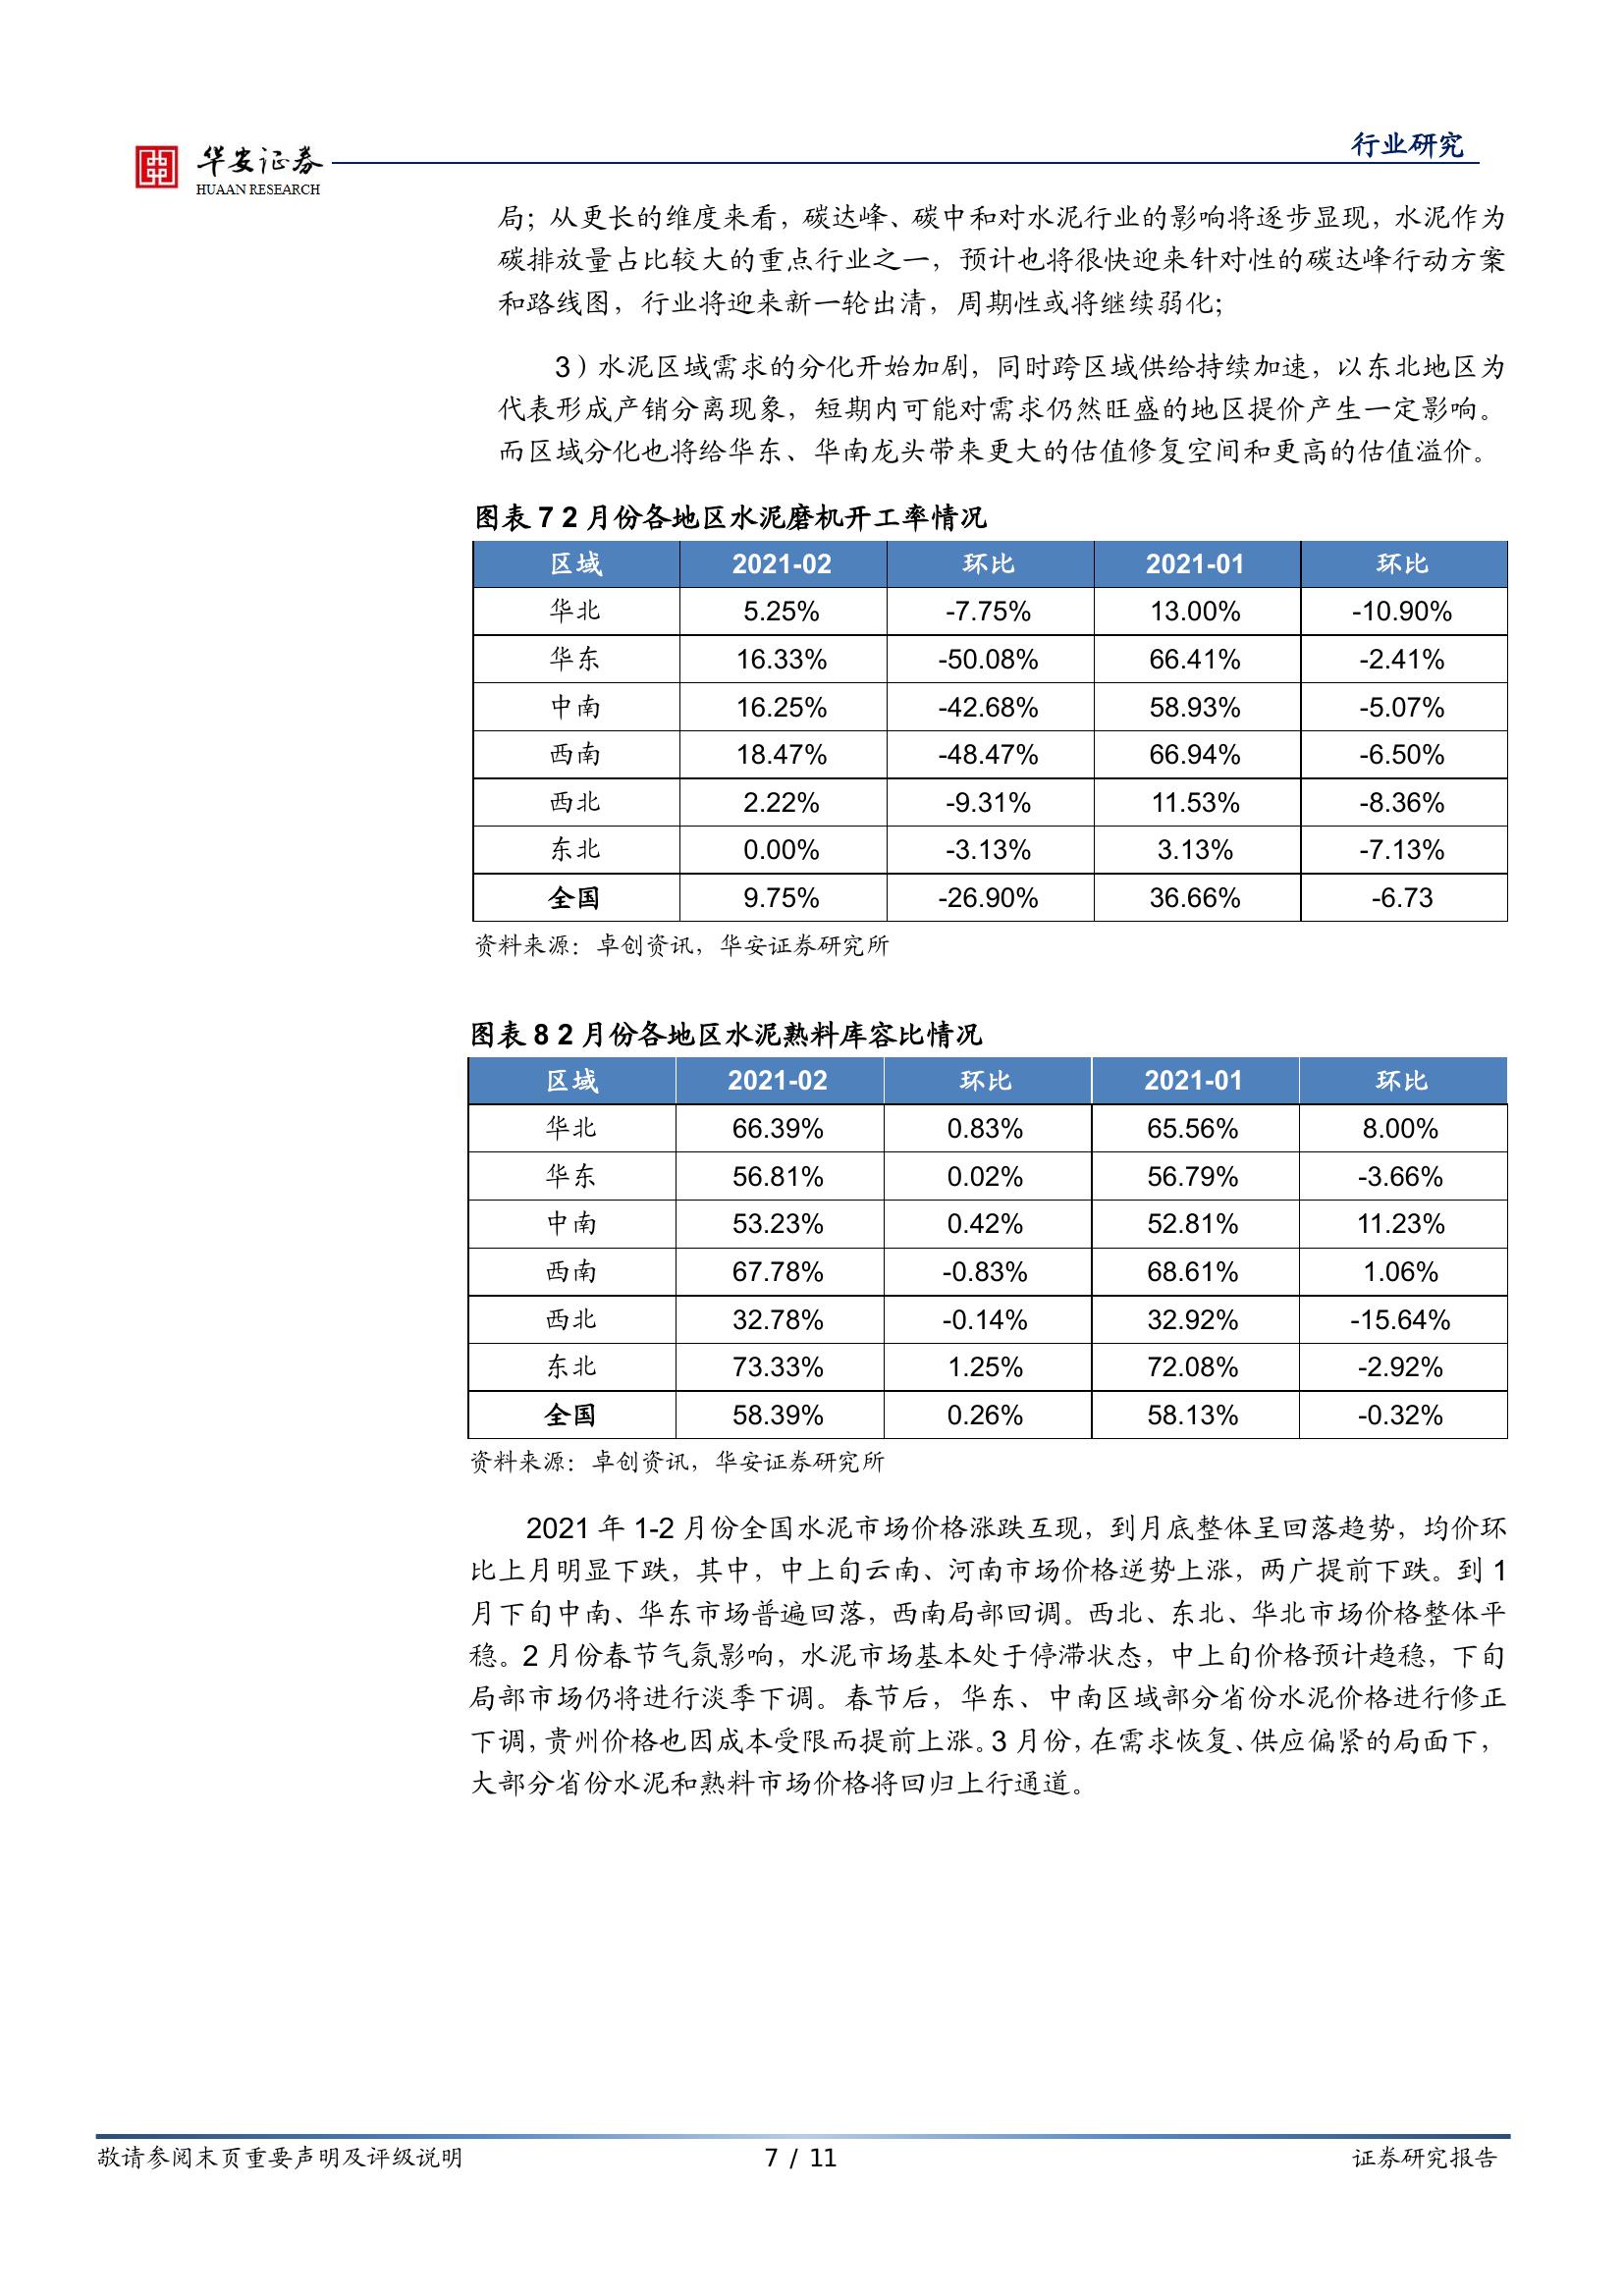 华安证券
HUAAN RESEARCH
行业研究
局；从更长的维度来看，碳达峰、碳中和对水泥行业的影响将逐步显现，水泥作为
碳排放量占比较大的重点行业之一，预计也将很快迎来针对性的碳达峰行动方案
和路线图，行业将迎来新一轮出清，周期性或将继续弱化；
3）水泥区域需求的分化开始加剧，同时跨区域供给持续加速，以东北地区为
代表形成产销分离现象，短期内可能对需求仍然旺盛的地区提价产生一定影响。
而区域分化也将给华东、华南龙头带来更大的估值修复空间和更高的估值溢价。
图表 7 2 月份各地区水泥磨机开工率情况
区域 2021-02 环比 2021-01 环比
华北 5.25% -7.75% 13.00% -10.90%
华东 16.33% -50.08% 66.41% -2.41%
中南 16.25% -42.68% 58.93% -5.07%
西南 18.47% -48.47% 66.94% -6.50%
西北 2.22% -9.31% 11.53% -8.36%
东北 0.00% -3.13% 3.13% -7.13%
全国 9.75% -26.90% 36.66% -6.73
资料来源：卓创资讯，华安证券研究所
图表 8 2 月份各地区水泥熟料库容比情况
区域 2021-02 环比 2021-01 环比
华北 66.39% 0.83% 65.56% 8.00%
华东 56.81% 0.02% 56.79% -3.66%
中南 53.23% 0.42% 52.81% 11.23%
西南 67.78% -0.83% 68.61% 1.06%
西北 32.78% -0.14% 32.92% -15.64%
东北 73.33% 1.25% 72.08% -2.92%
全国 58.39% 0.26% 58.13% -0.32%
资料来源：卓创资讯，华安证券研究所
2021 年 1-2 月份全国水泥市场价格涨跌互现，到月底整体呈回落趋势，均价环
比上月明显下跌，其中，中上旬云南、河南市场价格逆势上涨，两广提前下跌。到 1
月下旬中南、华东市场普遍回落，西南局部回调。西北、东北、华北市场价格整体平
稳。2 月份春节气氛影响，水泥市场基本处于停滞状态，中上旬价格预计趋稳，下旬
局部市场仍将进行淡季下调。春节后，华东、中南区域部分省份水泥价格进行修正
下调，贵州价格也因成本受限而提前上涨。3 月份，在需求恢复、供应偏紧的局面下，
大部分省份水泥和熟料市场价格将回归上行通道。
敬请参阅末页重要声明及评级说明 7 / 11 证券研究报告